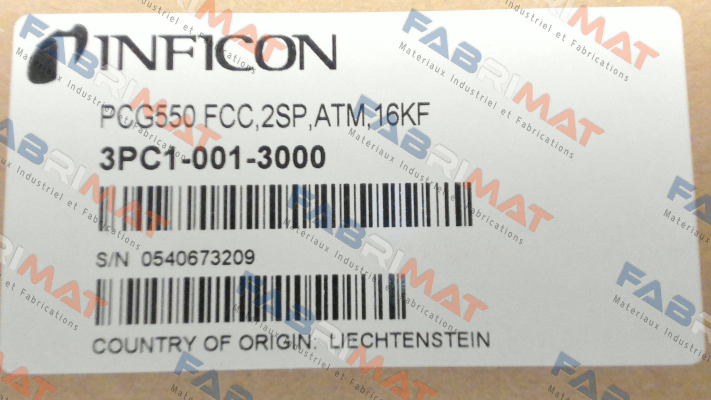 INFICON
PCG550 FCC,2SP,ATM,16KF
3PC1-001-3000
S/N 0540673209
COUNTRY OF ORIGIN: LIECHTENSTEIN
FABRIMAT
Materiaux Industriel et Fabrications